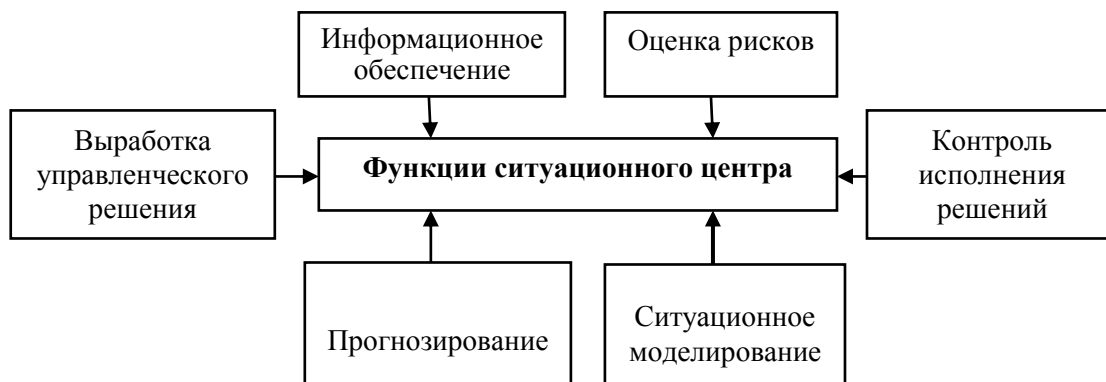 Информационное
обеспечение
Оценка рисков
Выработка
управленческого
решения
Функции ситуационного центра
Контроль
исполнения
решений
Прогнозирование
Ситуационное
моделирование